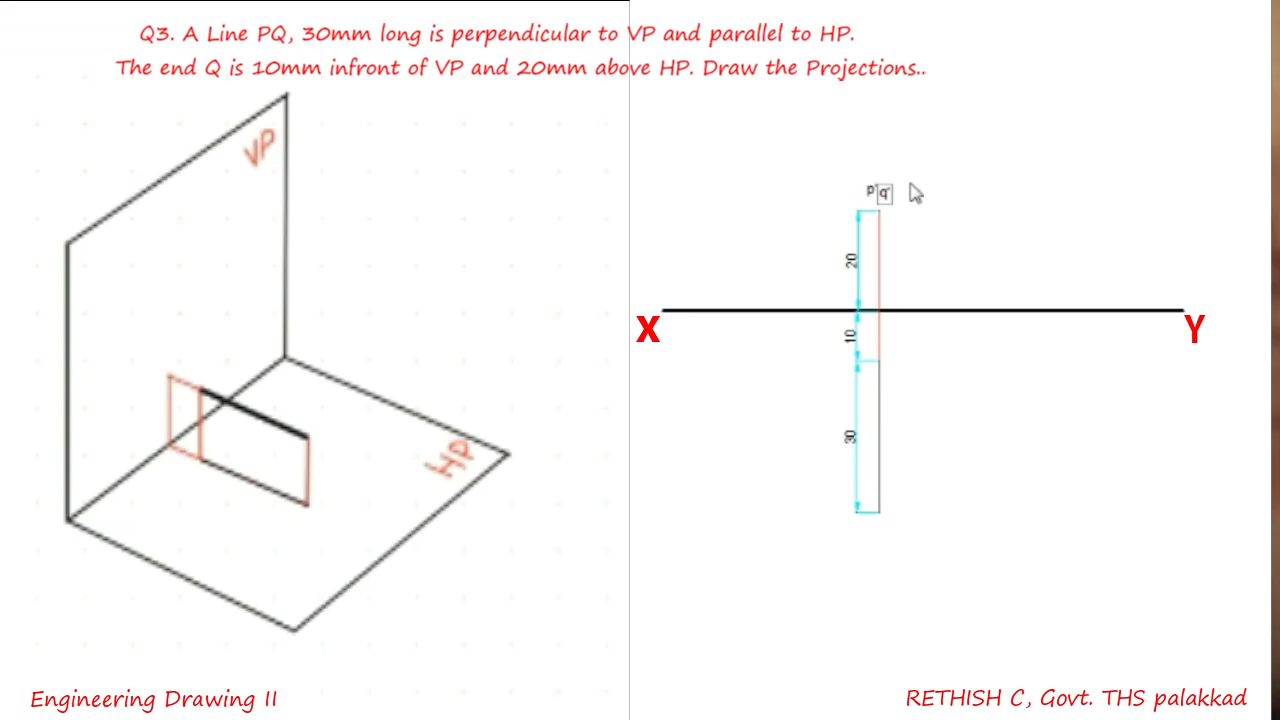 Q3. A Line PQ, 30mm long is perpendicular to VP and parallel to HP.
The end Q is 10mm infront of VP and 20mm above HP. Draw the Projections..
VP
HP
p' q'
20
X
Y
10
30
Engineering Drawing II
RETHISH C, Govt. THS palakkad